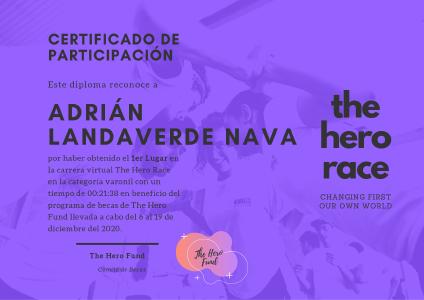 CERTIFICADO DE
PARTICIPACIÓN
Este diploma reconoce a
ADRIÁN
LANDAVERDE NAVA
por haber obtenido el 1er Lugar en
la carrera virtual The Hero Race
en la categoría varonil con un
tiempo de 00:21:38 en beneficio del
programa de becas de The Hero
Fund llevada a cabo del 6 al 19 de
diciembre del 2020.
The Hero Fund
Comité de Becas
The Hero
Fund
the
hero
race
CHANGING FIRST
OUR OWN WORLD